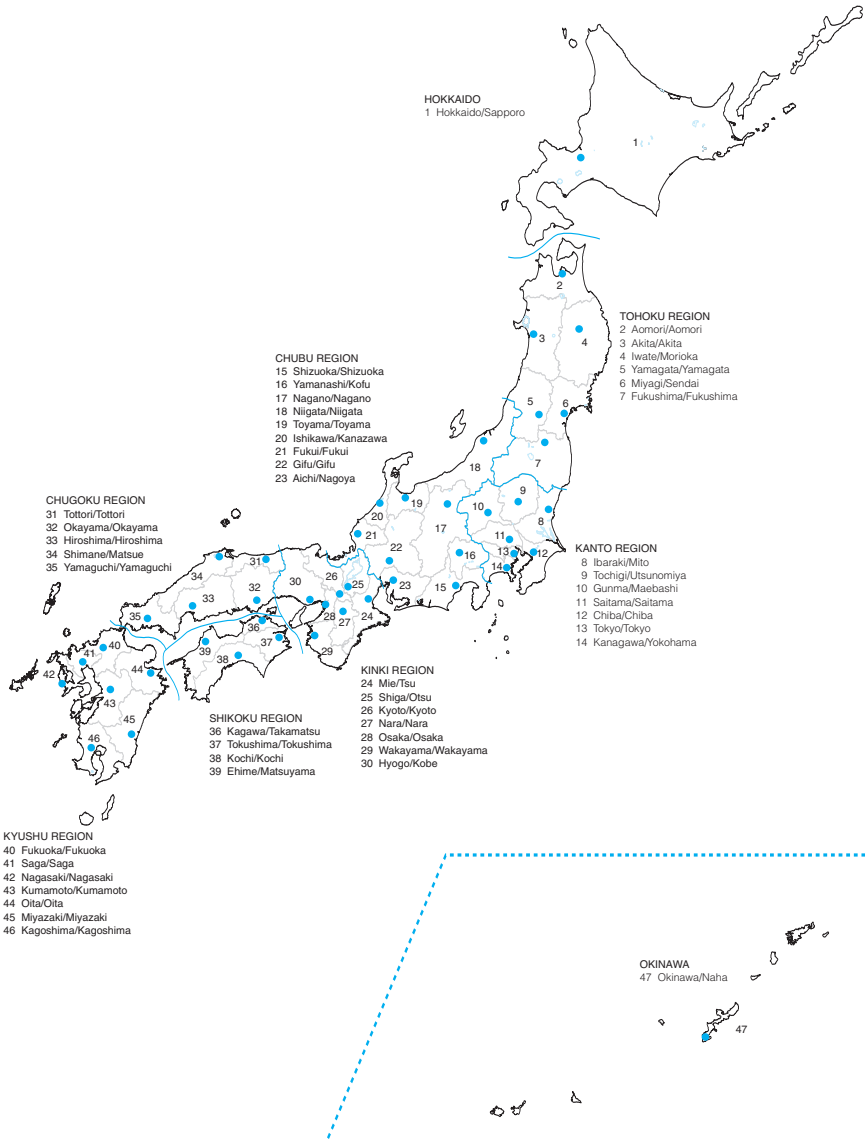 HOKKAIDO
1 Hokkaido/Sapporo
1
2
TOHOKU REGION
2 Aomori/Aomori
3 Akita/Akita
4 Iwate/Morioka
5 Yamagata/Yamagata
6 Miyagi/Sendai
7 Fukushima/Fukushima
3
4
CHUBU REGION
15 Shizuoka/Shizuoka
16 Yamanashi/Kofu
17 Nagano/Nagano
18 Niigata/Niigata
19 Toyama/Toyama
20 Ishikawa/Kanazawa
21 Fukui/Fukui
22 Gifu/Gifu
23 Aichi/Nagoya
5
6
7
18
CHUGOKU REGION
31 Tottori/Tottori
32 Okayama/Okayama
33 Hiroshima/Hiroshima
34 Shimane/Matsue
35 Yamaguchi/Yamaguchi
9
19
20
10
8
17
21
11
KANTO REGION
8 Ibaraki/Mito
9 Tochigi/Utsunomiya
10 Gunma/Maebashi
11 Saitama/Saitama
12 Chiba/Chiba
13 Tokyo/Tokyo
14 Kanagawa/Yokohama
22
16
13
12
14
31
34
26
30
25
23
15
32
33
28
24
27
35
36
37
29
39
38
40
41
42
44
43
45
46
KINKI REGION
24 Mie/Tsu
25 Shiga/Otsu
26 Kyoto/Kyoto
27 Nara/Nara
28 Osaka/Osaka
29 Wakayama/Wakayama
30 Hyogo/Kobe
SHIKOKU REGION
36 Kagawa/Takamatsu
37 Tokushima/Tokushima
38 Kochi/Kochi
39 Ehime/Matsuyama
KYUSHU REGION
40 Fukuoka/Fukuoka
41 Saga/Saga
42 Nagasaki/Nagasaki
43 Kumamoto/Kumamoto
44 Oita/Oita
45 Miyazaki/Miyazaki
46 Kagoshima/Kagoshima
OKINAWA
47 Okinawa/Naha
47